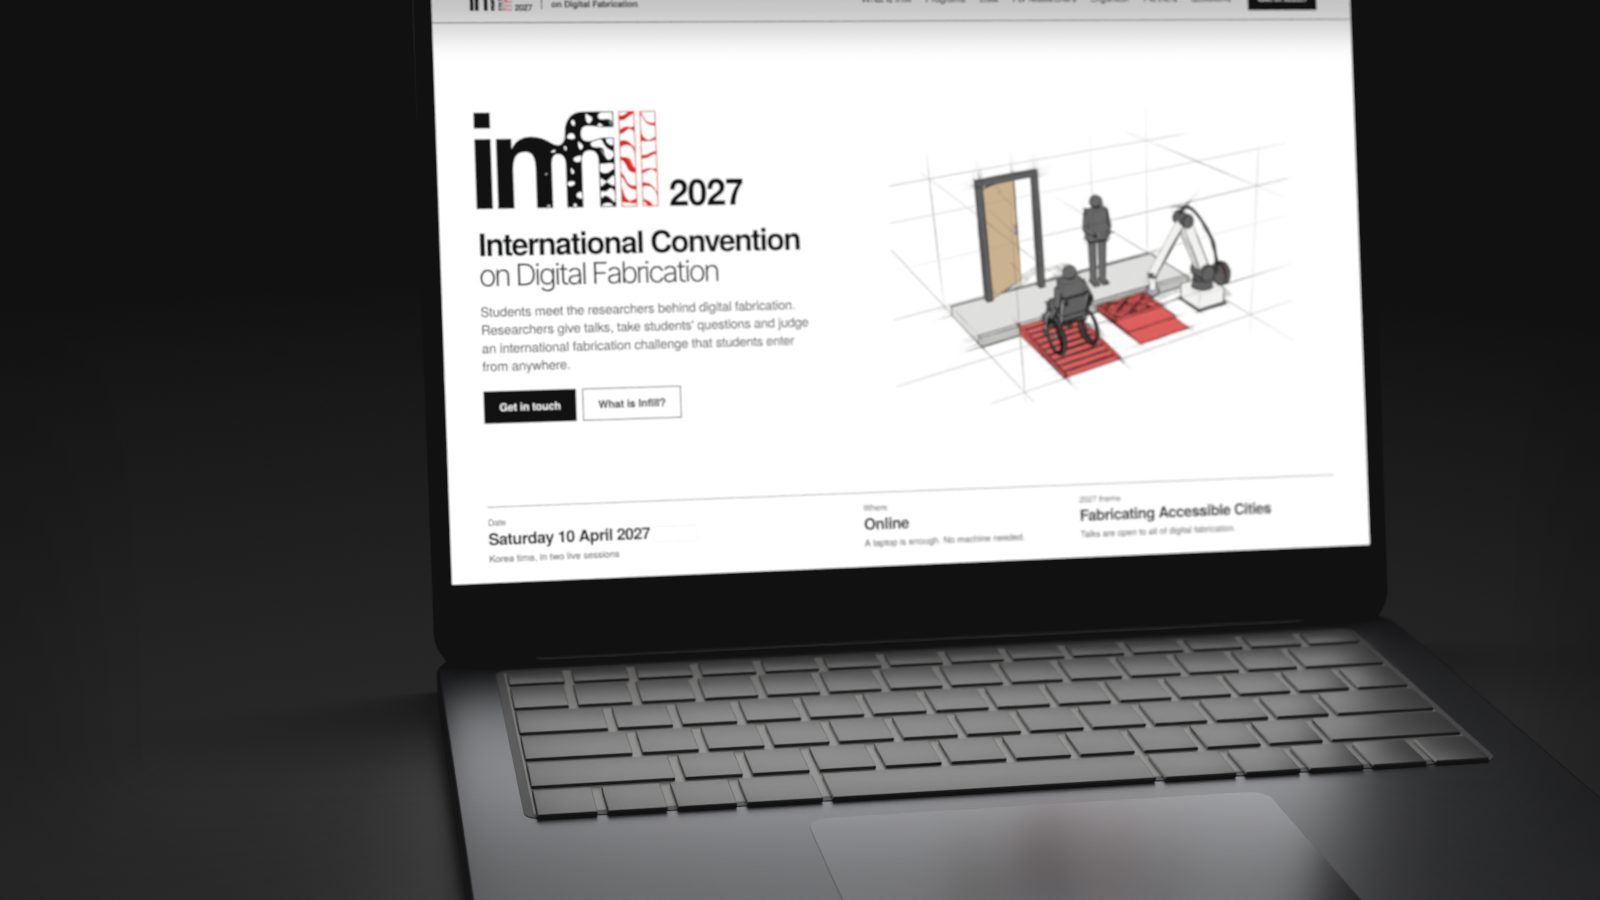 infill 2027
on Digital Fabrication
infill 2027
International Convention
on Digital Fabrication
Students meet the researchers behind digital fabrication.
Researchers give talks, take students' questions and judge
an international fabrication challenge that students enter
from anywhere.
Get in touch
What is Infill?
Date
Saturday 10 April 2027
Korea time, in two live sessions
Where
Online
A laptop is enough. No machine needed.
2027 theme
Fabricating Accessible Cities
Talks are open to all of digital fabrication.